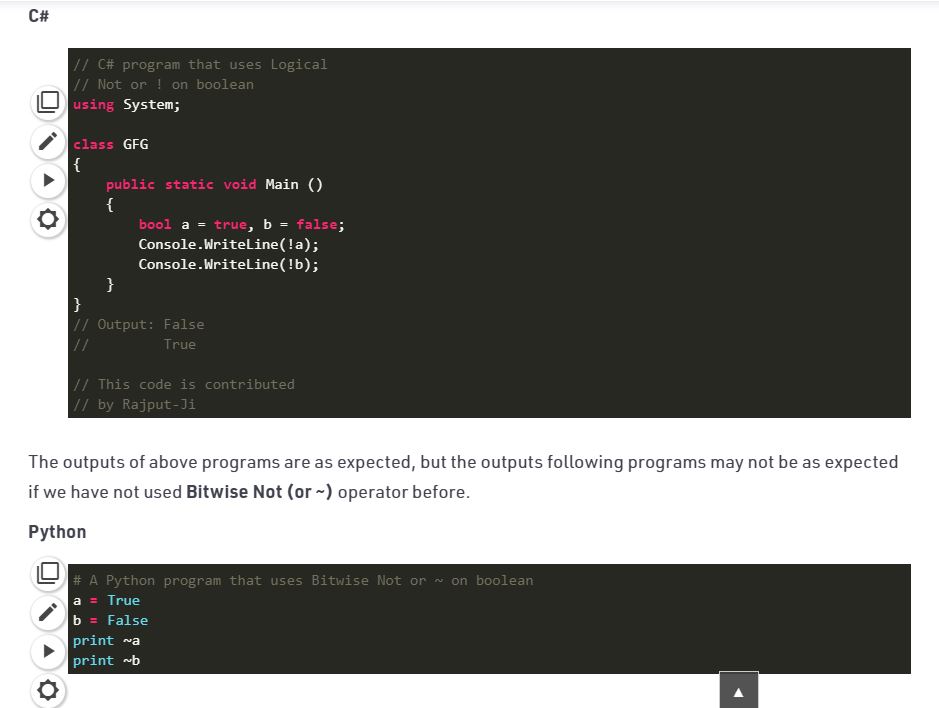 C#
// C# program that uses Logical
// Not or ! on boolean
using System;
class GFG
{
public static void Main ()
{
bool a = true, b = false;
Console.WriteLine(!a);
Console.WriteLine(!b);
}
}
// Output: False
// True
// This code is contributed
// by Rajput-Ji
The outputs of above programs are as expected, but the outputs following programs may not be as expected
if we have not used Bitwise Not (or ~) operator before.
Python
# A Python program that uses Bitwise Not or ~ on boolean
a = True
b = False
print ~a
print ~b